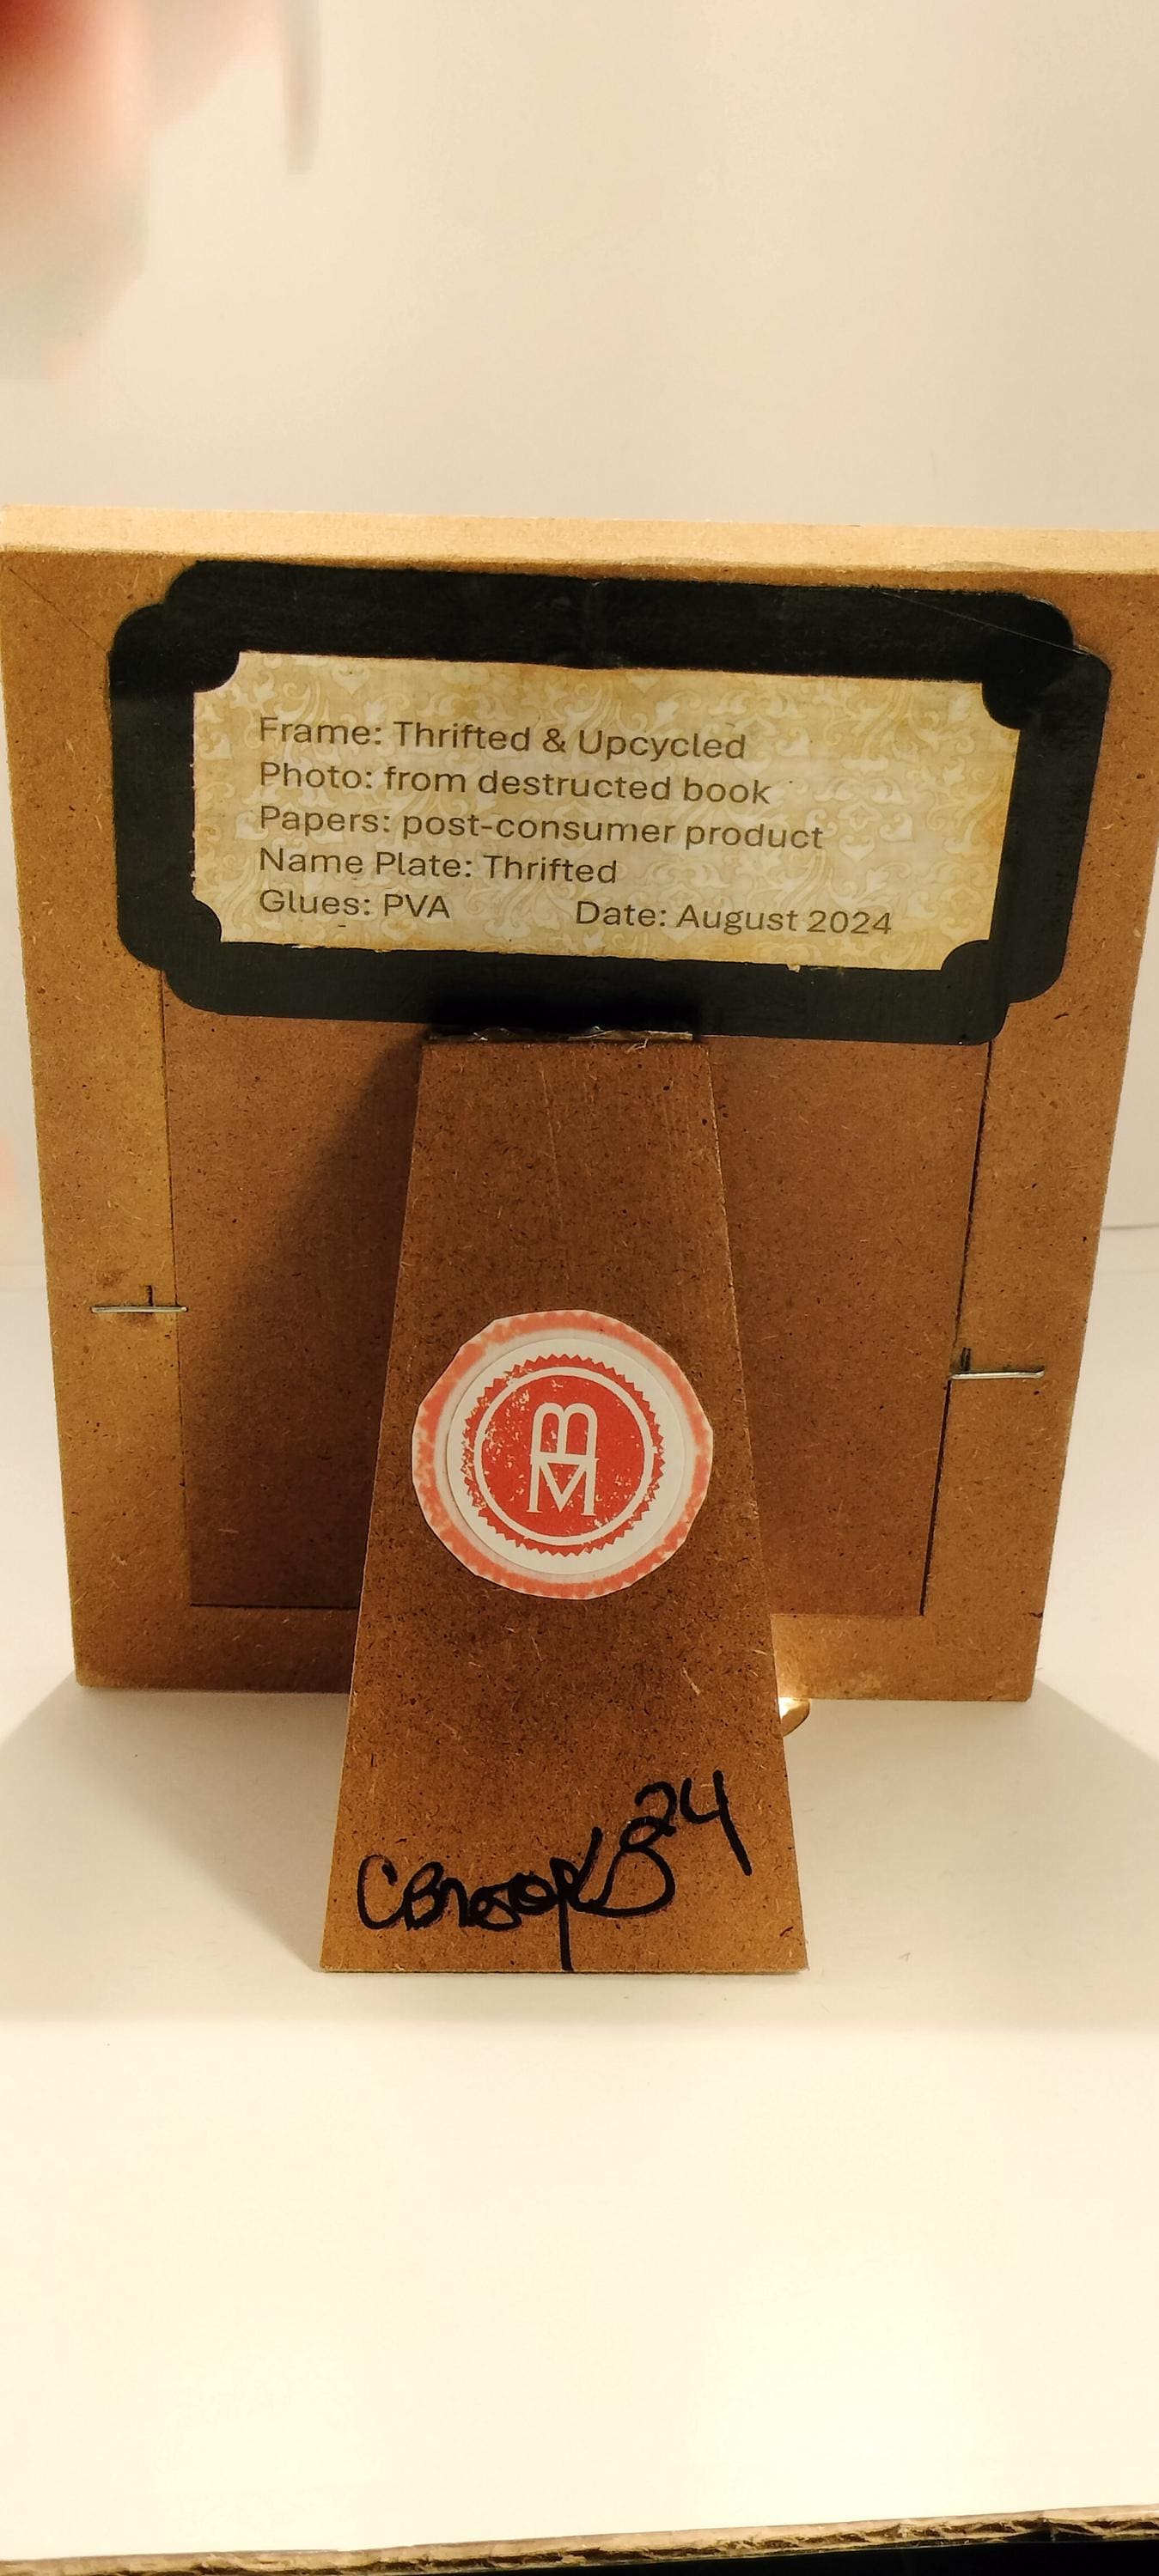 Frame: Thrifted & Upcycled
Photo: from destructed book
Papers: post-consumer product
Name Plate: Thrifted
Glues: PVA Date: August 2024
CBrooks 24